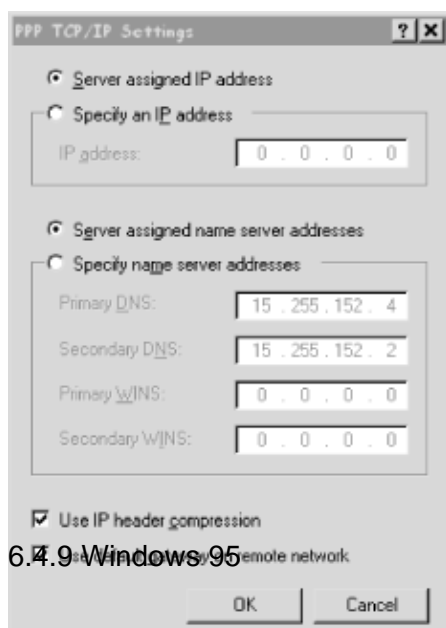 PPP TCP/IP Settings
Server assigned IP address
Specify an IP address
IP address: 0 . 0 . 0 . 0
Server assigned name server addresses
Specify name server addresses
Primary DNS: 15 . 255 . 152 . 4
Secondary DNS: 15 . 255 . 152 . 2
Primary WINS: 0 . 0 . 0 . 0
Secondary WINS: 0 . 0 . 0 . 0
Use IP header compression
6.4.9 Windows 95
remote network
OK Cancel